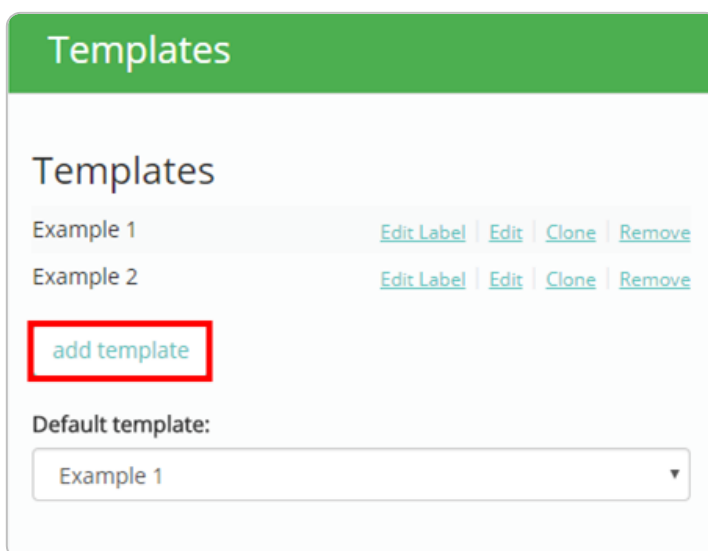 Templates
Templates
Example 1 Edit Label Edit Clone Remove
Example 2 Edit Label Edit Clone Remove
add template
Default template:
Example 1